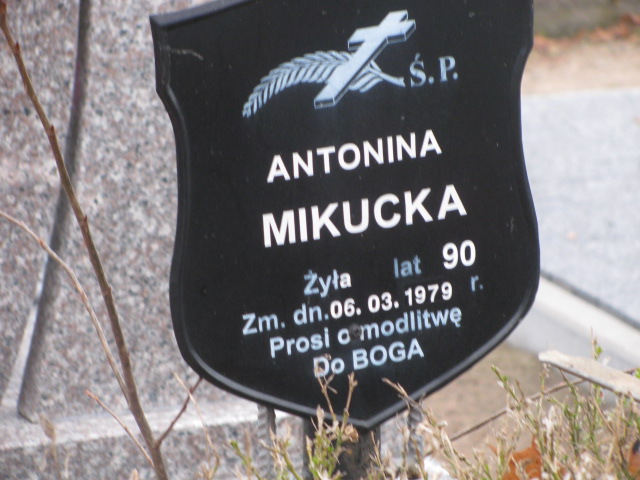 Ś.P.
ANTONINA
MIKUCKA
Żyła lat 90
Zm. dn. 06. 03. 1979 r.
Prosi o modlitwę
Do BOGA